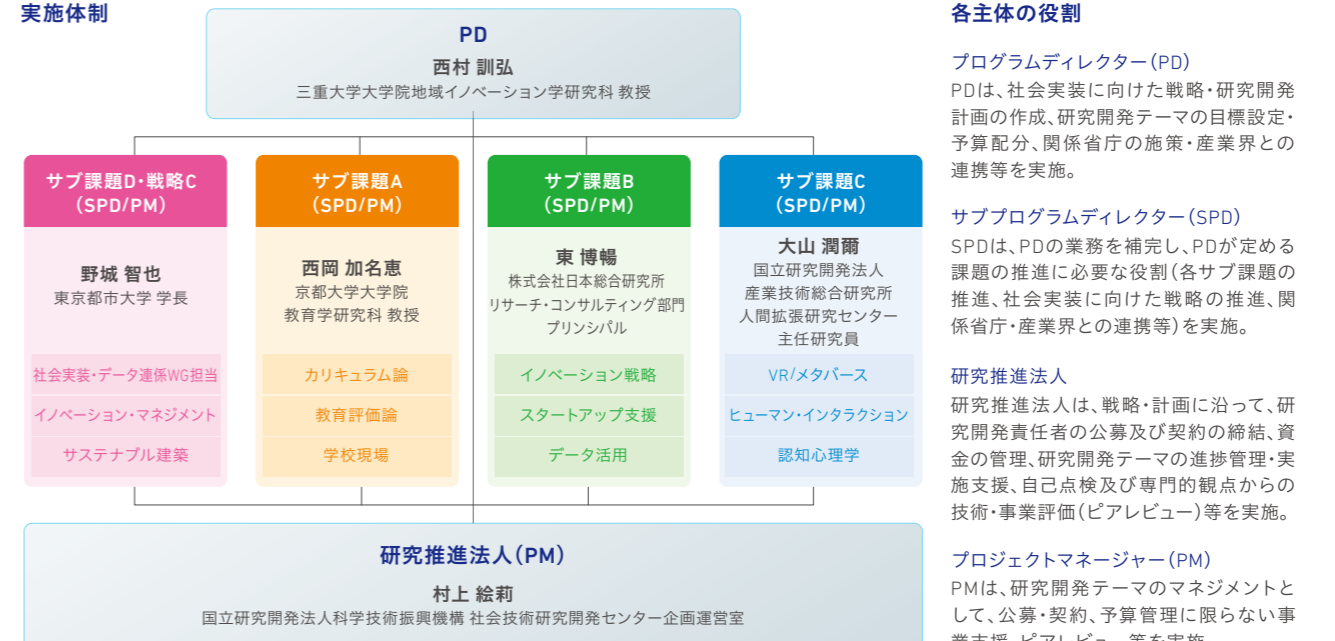 実施体制
PD
西村 訓弘
三重大学大学院地域イノベーション学研究科 教授
サブ課題D・戦略C
（SPD/PM）
野城 智也
東京都市大学 学長
社会実装・データ連係WG担当
イノベーション・マネジメント
サステナブル建築
サブ課題A
（SPD/PM）
西岡 加名恵
京都大学大学院
教育学研究科 教授
カリキュラム論
教育評価論
学校現場
サブ課題B
（SPD/PM）
東 博暢
株式会社日本総合研究所
リサーチ・コンサルティング部門
プリンシパル
イノベーション戦略
スタートアップ支援
データ活用
サブ課題C
（SPD/PM）
大山 潤爾
国立研究開発法人
産業技術総合研究所
人間拡張研究センター
主任研究員
VR/メタバース
ヒューマン・インタラクション
認知心理学
研究推進法人（PM）
村上 絵莉
国立研究開発法人科学技術振興機構 社会技術研究開発センター企画運営室
各主体の役割
プログラムディレクター（PD）
PDは、社会実装に向けた戦略・研究開発
計画の作成、研究開発テーマの目標設定・
予算配分、関係省庁の施策・産業界との
連携等を実施。
サブプログラムディレクター（SPD）
SPDは、PDの業務を補完し、PDが定める
課題の推進に必要な役割（各サブ課題の
推進、社会実装に向けた戦略の推進、関
係省庁・産業界との連携等）を実施。
研究推進法人
研究推進法人は、戦略・計画に沿って、研
究開発責任者の公募及び契約の締結、資
金の管理、研究開発テーマの進捗管理・実
施支援、自己点検及び専門的観点からの
技術・事業評価（ピアレビュー）等を実施。
プロジェクトマネージャー（PM）
PMは、研究開発テーマのマネジメントと
して、公募・契約、予算管理に限らない事
業支援、ピアレビュー等を実施。